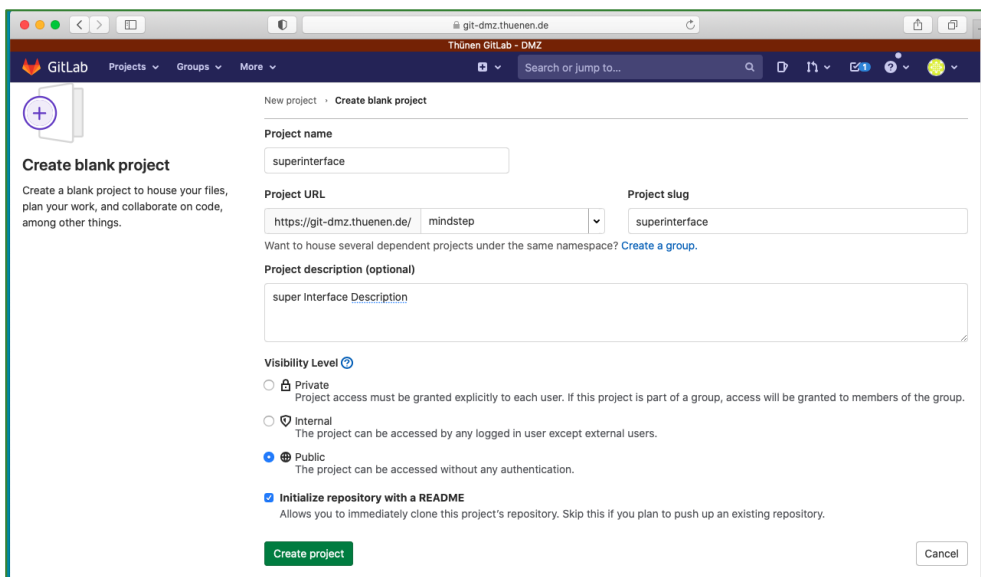 git-dmz.thuenen.de
Thünen GitLab - DMZ
GitLab Projects Groups More Search or jump to... 1
New project › Create blank project
Create blank project
Create a blank project to house your files,
plan your work, and collaborate on code,
among other things.
Project name
superinterface
Project URL Project slug
https://git-dmz.thuenen.de/ mindstep superinterface
Want to house several dependent projects under the same namespace? Create a group.
Project description (optional)
super Interface Description
Visibility Level
Private
Project access must be granted explicitly to each user. If this project is part of a group, access will be granted to members of the group.
Internal
The project can be accessed by any logged in user except external users.
Public
The project can be accessed without any authentication.
Initialize repository with a README
Allows you to immediately clone this project's repository. Skip this if you plan to push up an existing repository.
Create project Cancel